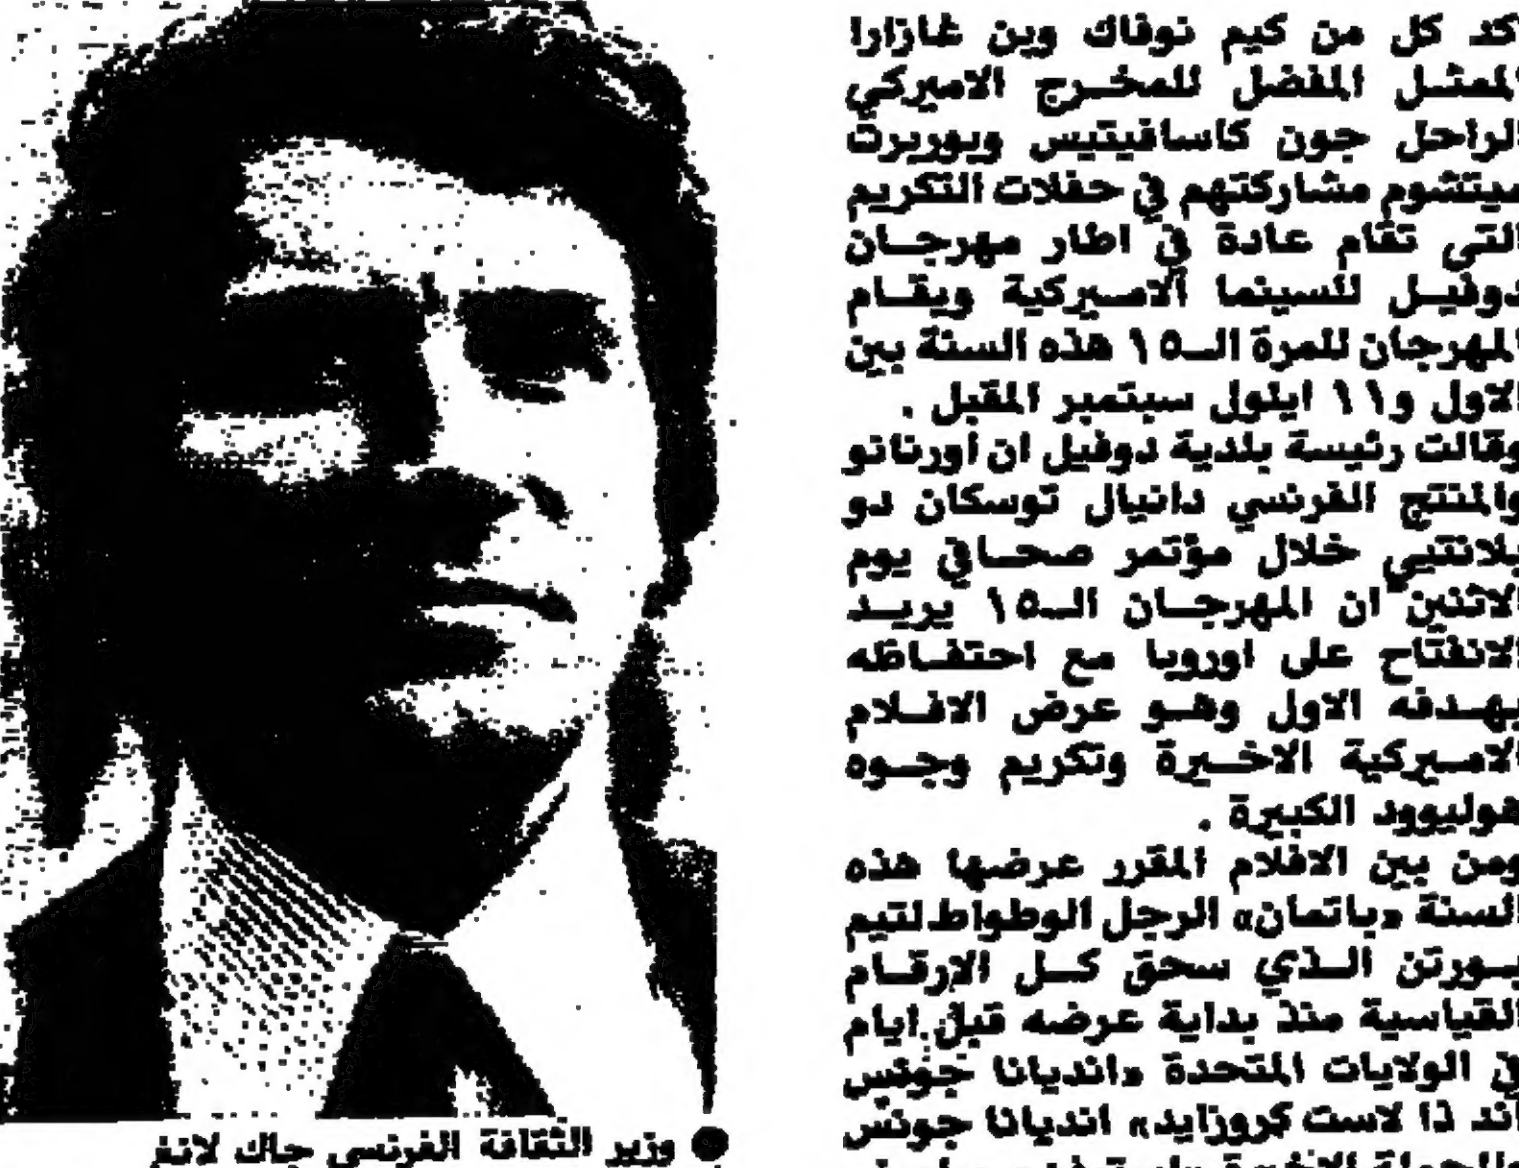 اكد كل من كيم نوفاك وبن غازارا
الممثل المفضل للمخرج الاميركي
الراحل جون كاسافيتيس وروبرت
ميتشوم مشاركتهم في حفلات التكريم
التي تقام عادة في اطار مهرجان
دوفيل للسينما الاميركية ويقام
المهرجان للمرة الـ١٥ هذه السنة بين
الاول و١١ ايلول سبتمبر المقبل .
وقالت رئيسة بلدية دوفيل ان اورنانو
والمنتج الفرنسي دانيال توسكان دو
بلانتيي خلال مؤتمر صحافي يوم
الاثنين ان المهرجان الـ١٥ يريد
الانفتاح على اوروبا مع احتفاظه
بهدفه الاول وهو عرض الافلام
الاميركية الاخيرة وتكريم وجوه
هوليوود الكبيرة .
ومن بين الافلام المقرر عرضها هذه
السنة «باتمان» الرجل الوطواط لتيم
بورتن الذي سحق كل الارقام
القياسية منذ بداية عرضه قبل ايام
في الولايات المتحدة «انديانا جونس
اند ذا لاست كروزايد» انديانا جونس
● وزير الثقافة الفرنسي جاك لانغ